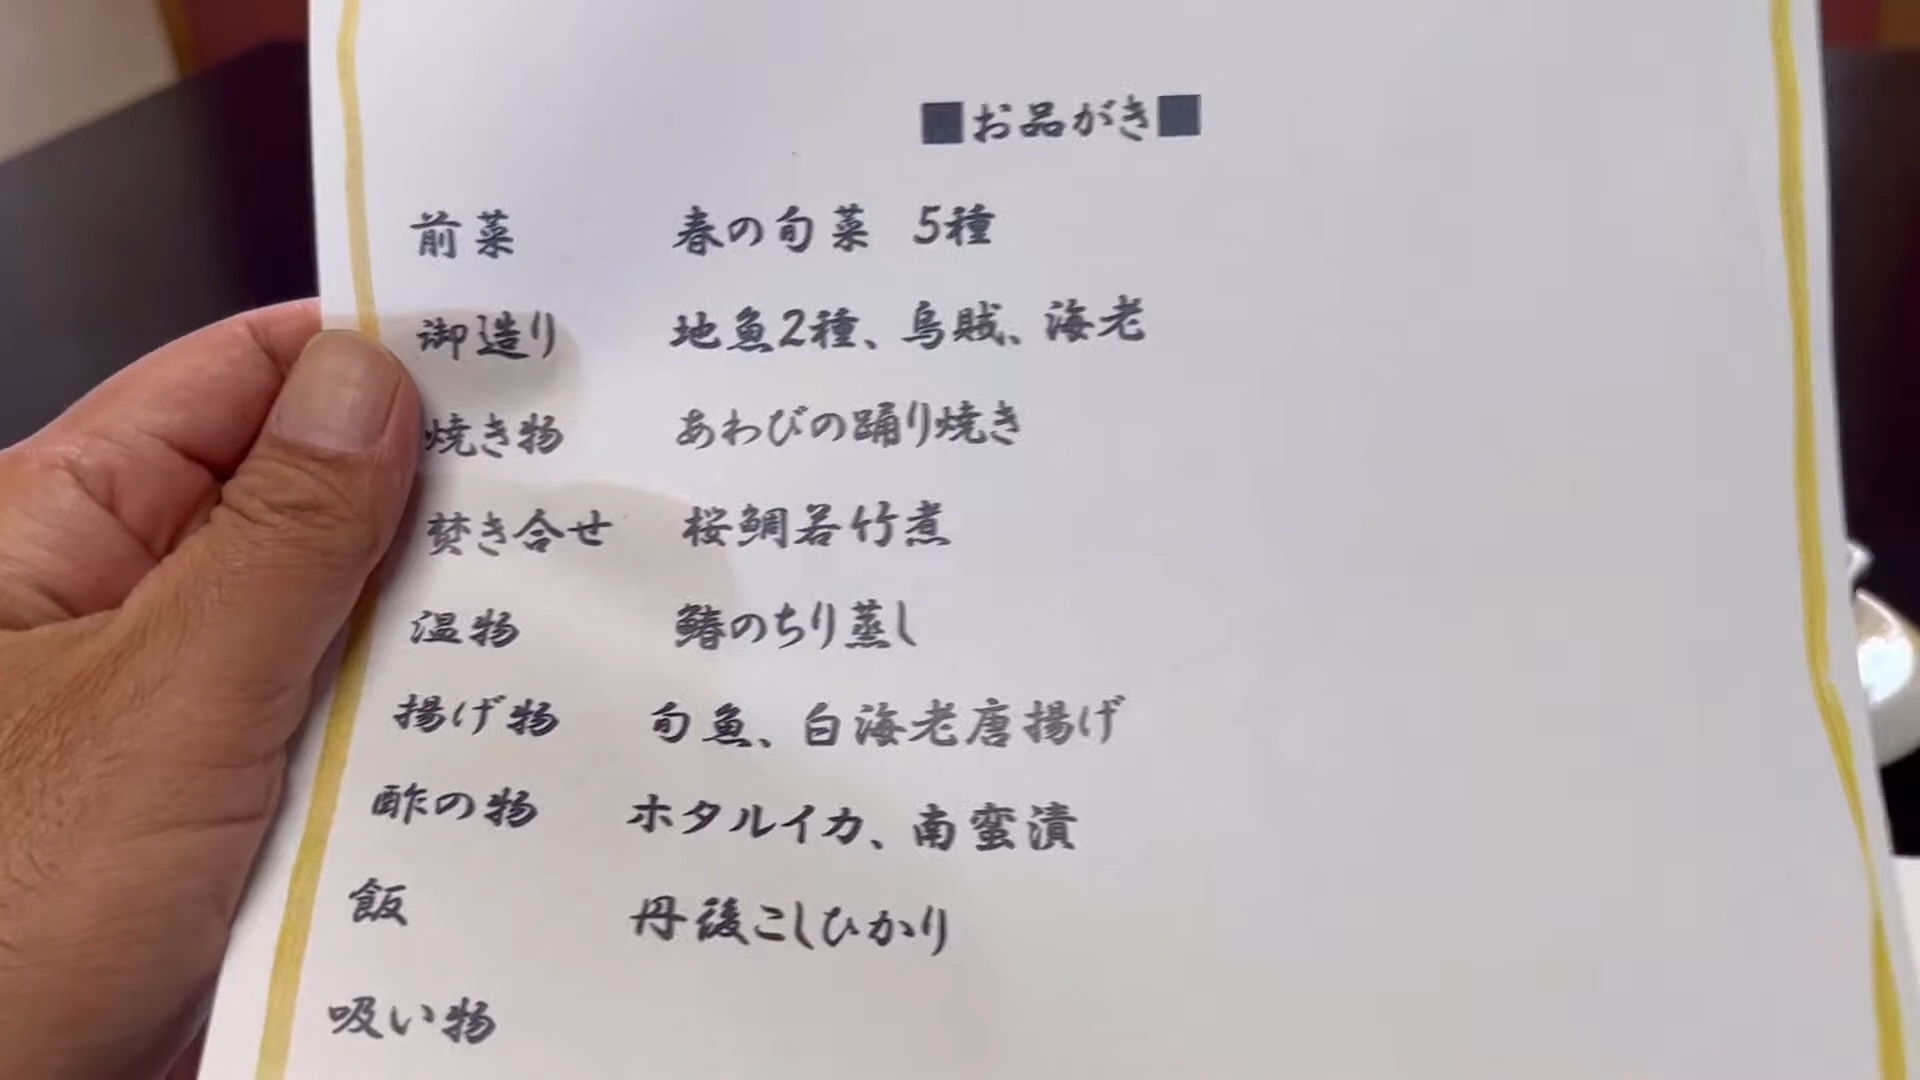 ■お品がき■
前菜 春の旬菜 5種
御造り 地魚2種、烏賊、海老
焼き物 あわびの踊り焼き
焚き合せ 桜鯛若竹煮
温物 鰆のちり蒸し
揚げ物 旬魚、白海老唐揚げ
酢の物 ホタルイカ、南蛮漬
飯 丹後こしひかり
吸い物